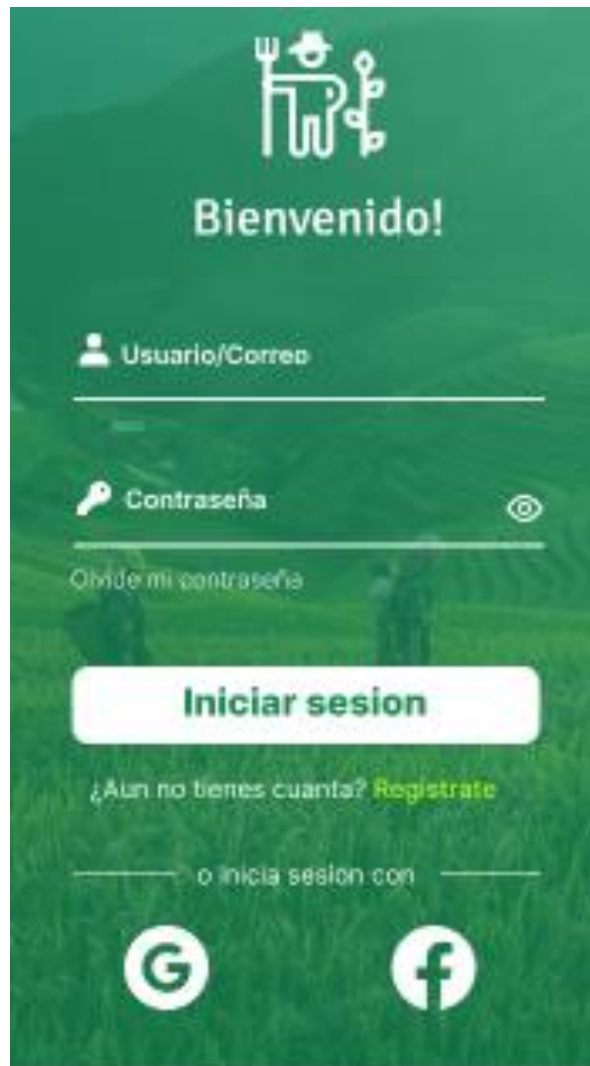 Bienvenido!
Usuario/Correo
Contraseña
Olvide mi contraseña
Iniciar sesion
¿Aun no tienes cuanta? Registrate
o inicia sesion con
G
f